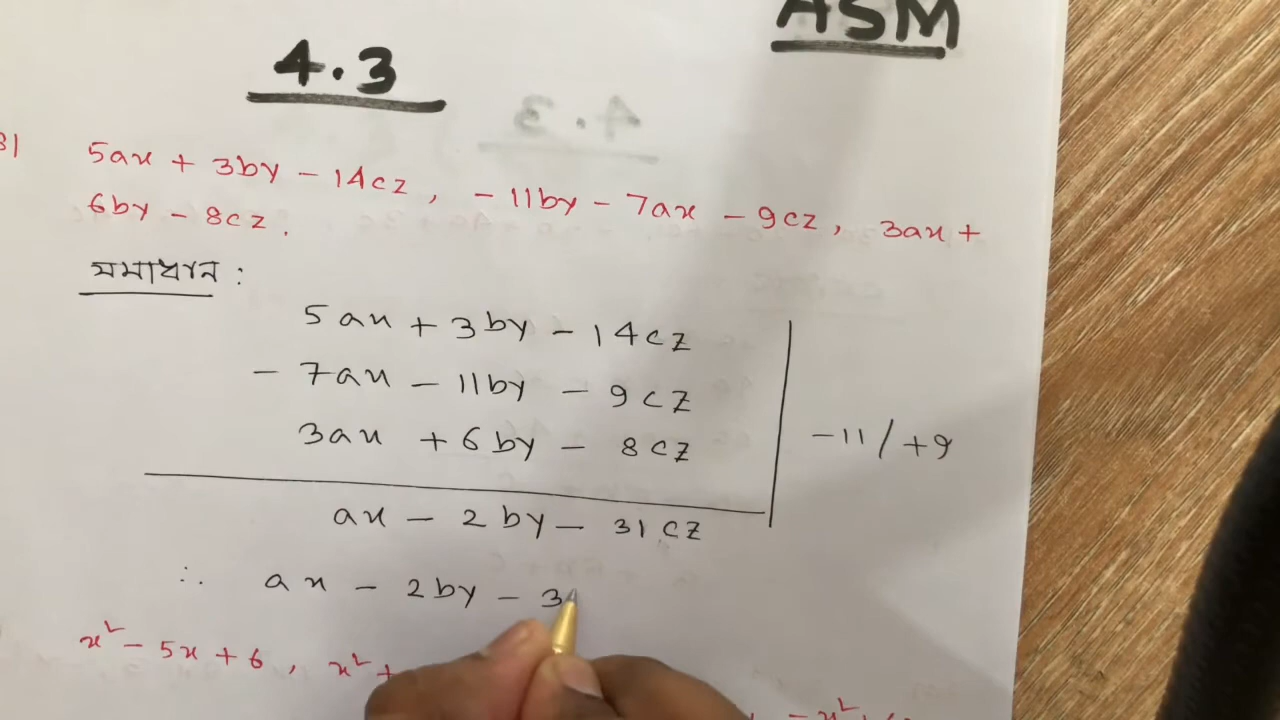 ASM
4.3
5ax + 3by - 14cz, - 11by - 7ax - 9cz, 3ax +
6by - 8cz.
সমাধান :
5ax + 3by - 14cz
- 7ax - 11by - 9cz
3ax + 6by - 8cz
-11/+9
ax - 2by - 31cz
∴ ax - 2by - 3
x² - 5x + 6, x² +